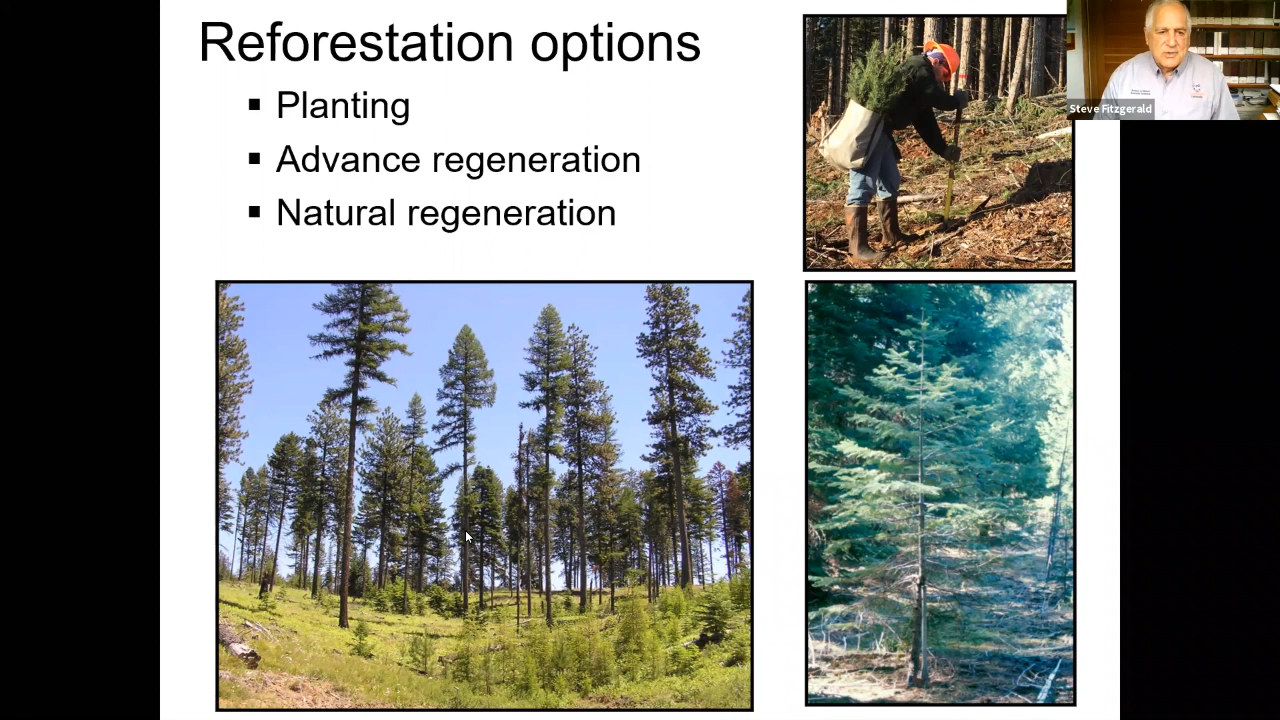 Reforestation options
▪ Planting
▪ Advance regeneration
▪ Natural regeneration
Steve Fitzgerald